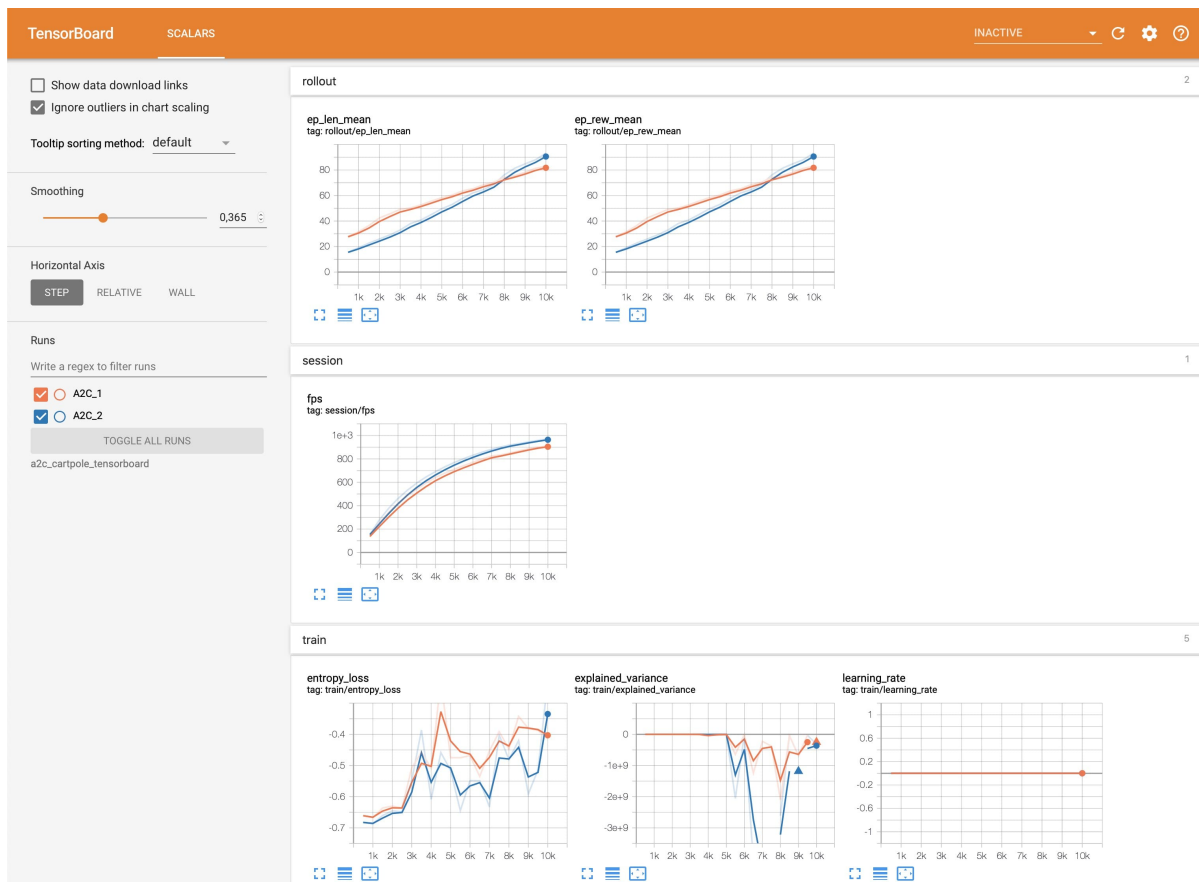 TensorBoard SCALARS INACTIVE
Show data download links
Ignore outliers in chart scaling
Tooltip sorting method: default
Smoothing
0,365
Horizontal Axis
STEP RELATIVE WALL
Runs
Write a regex to filter runs
A2C_1
A2C_2
TOGGLE ALL RUNS
a2c_cartpole_tensorboard
rollout 2
ep_len_mean
tag: rollout/ep_len_mean
80
60
40
20
0
1k 2k 3k 4k 5k 6k 7k 8k 9k 10k
ep_rew_mean
tag: rollout/ep_rew_mean
80
60
40
20
0
1k 2k 3k 4k 5k 6k 7k 8k 9k 10k
session 1
fps
tag: session/fps
1e+3
800
600
400
200
0
1k 2k 3k 4k 5k 6k 7k 8k 9k 10k
train 5
entropy_loss
tag: train/entropy_loss
-0.4
-0.5
-0.6
-0.7
1k 2k 3k 4k 5k 6k 7k 8k 9k 10k
explained_variance
tag: train/explained_variance
0
-1e+9
-2e+9
-3e+9
1k 2k 3k 4k 5k 6k 7k 8k 9k 10k
learning_rate
tag: train/learning_rate
1
0.6
0.2
-0.2
-0.6
-1
1k 2k 3k 4k 5k 6k 7k 8k 9k 10k